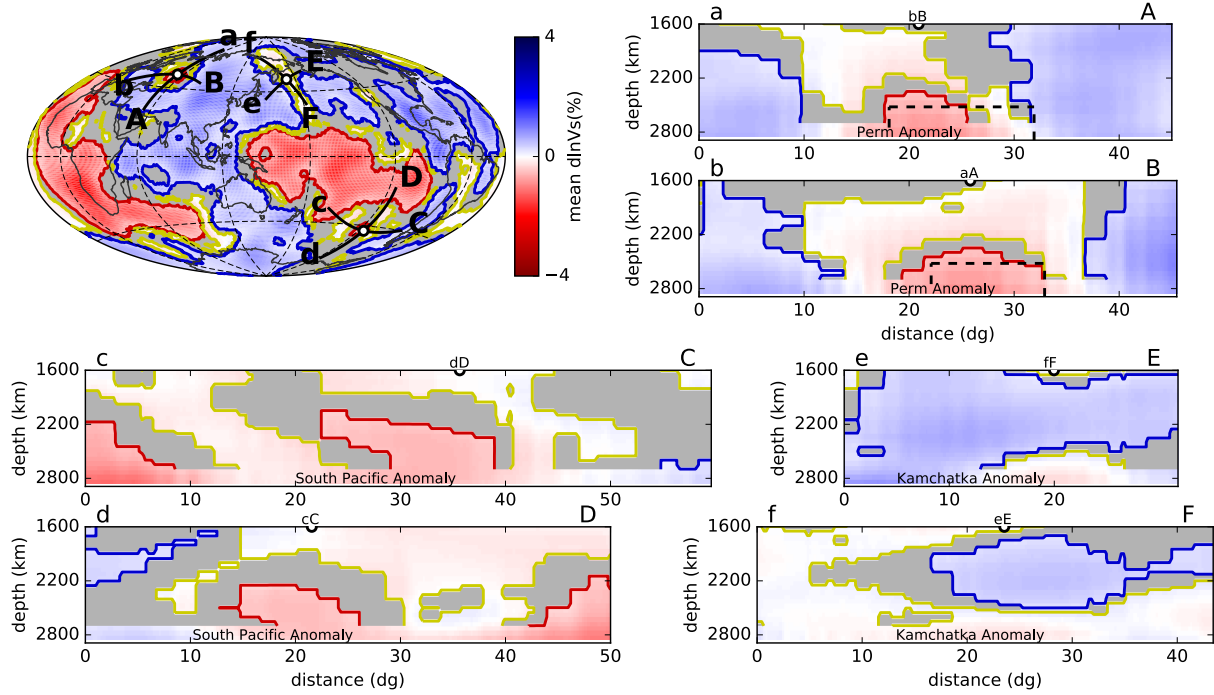 a
f
E
b
B
e
A
F
D
c
C
d
4
0
−4
mean dlnVs(%)
a
bB
A
1600
2200
2800
depth (km)
Perm Anomaly
b
aA
B
1600
2200
2800
depth (km)
Perm Anomaly
0
10
20
30
40
distance (dg)
c
dD
C
1600
2200
2800
depth (km)
South Pacific Anomaly
0
10
20
30
40
50
e
fF
E
1600
2200
2800
depth (km)
Kamchatka Anomaly
0
10
20
30
d
cC
D
1600
2200
2800
depth (km)
South Pacific Anomaly
0
10
20
30
40
50
distance (dg)
f
eE
F
1600
2200
2800
depth (km)
Kamchatka Anomaly
0
10
20
30
40
distance (dg)